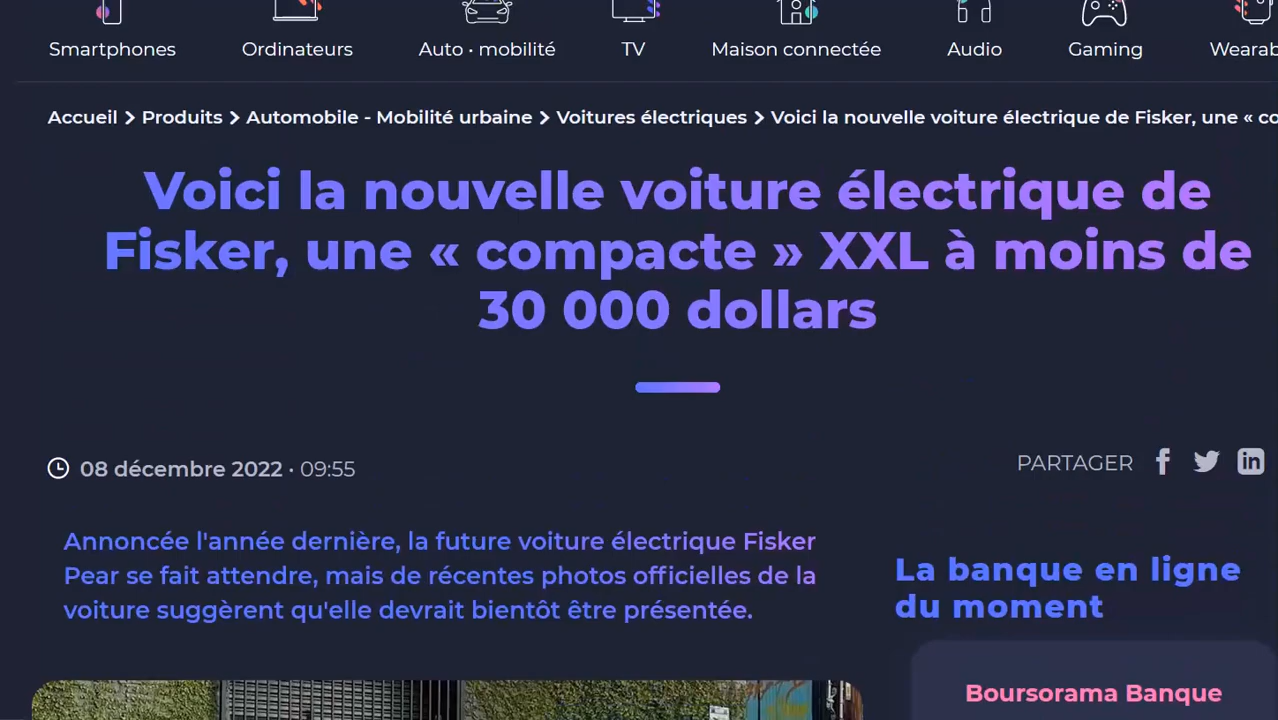 Smartphones Ordinateurs Auto • mobilité TV Maison connectée Audio Gaming Wearab
Accueil > Produits > Automobile - Mobilité urbaine > Voitures électriques > Voici la nouvelle voiture électrique de Fisker, une « co
Voici la nouvelle voiture électrique de
Fisker, une « compacte » XXL à moins de
30 000 dollars
08 décembre 2022 • 09:55
PARTAGER
Annoncée l'année dernière, la future voiture électrique Fisker
Pear se fait attendre, mais de récentes photos officielles de la
voiture suggèrent qu'elle devrait bientôt être présentée.
La banque en ligne
du moment
Boursorama Banque